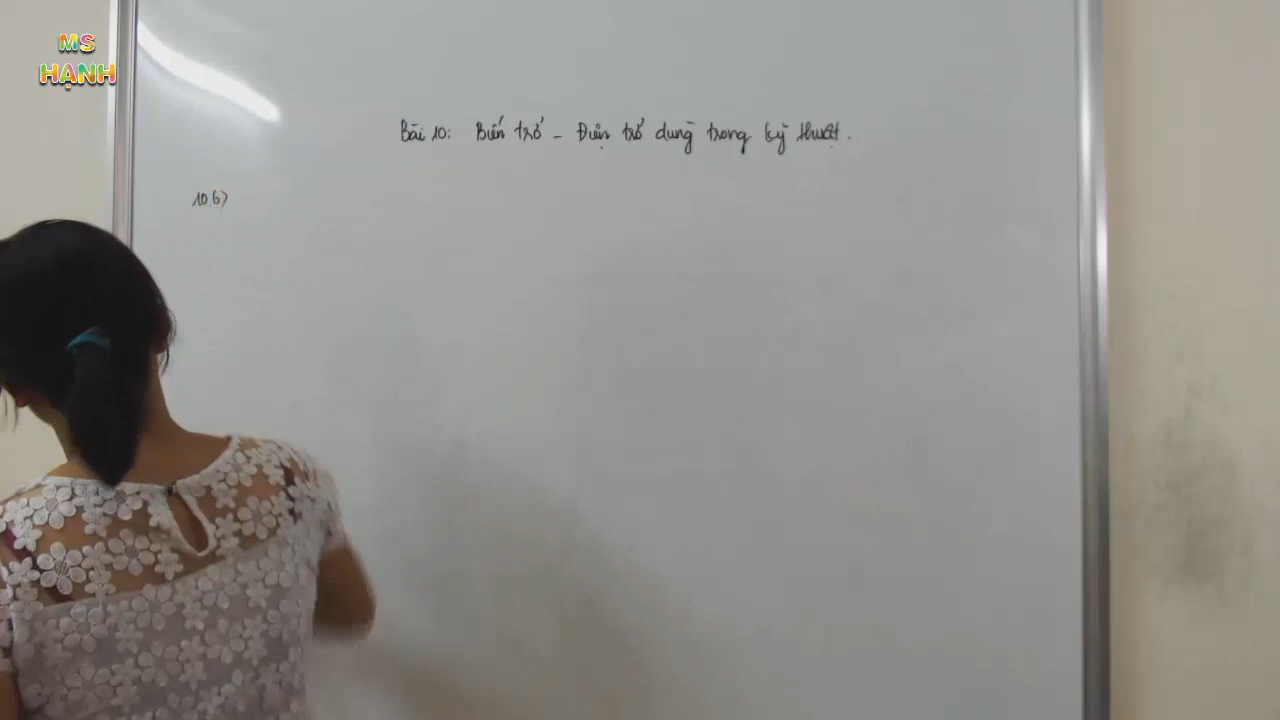 MS
HẠNH
Bài 10: Biến trở - Điện trở dùng trong kỹ thuật.
10.6>